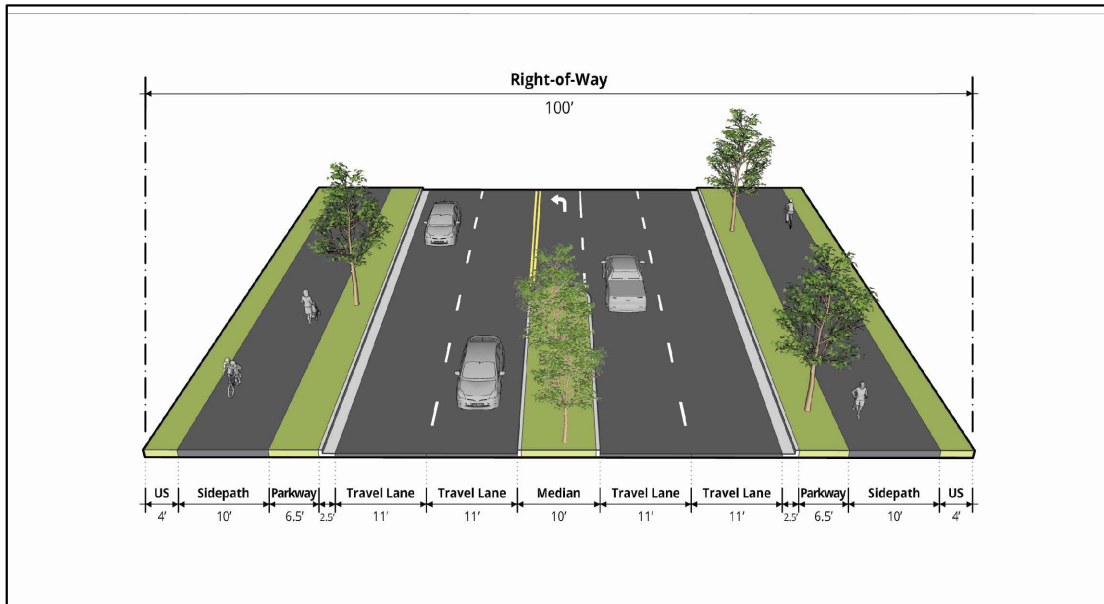 Right-of-Way
100'
US Sidepath Parkway Travel Lane Travel Lane Median Travel Lane Travel Lane Parkway Sidepath US
4' 10' 6.5' 2.5' 11' 11' 10' 11' 11' 2.5' 6.5' 10' 4'